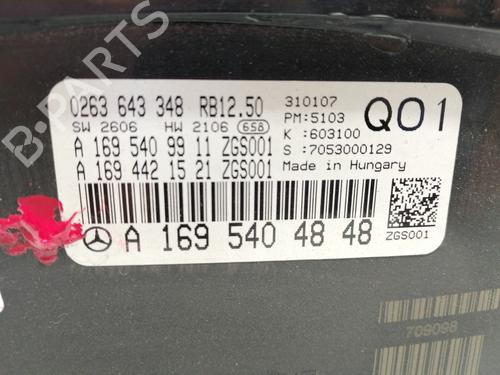 0263 643 348 RB12.50 310107
PM:5103 Q01
SW 2606 HW 2106 658 K :603100
A 169 540 99 11 ZGS001 S :7053000129
A 169 442 15 21 ZGS001 Made in Hungary
A 169 540 48 48 ZGS001
709098
B-PARTS